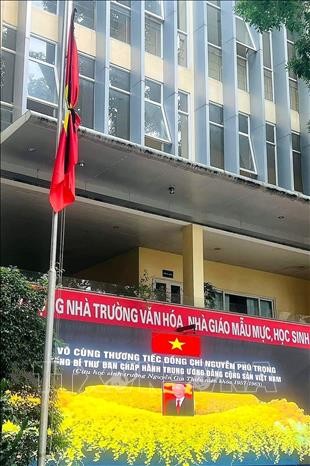 NG NHÀ TRƯỜNG VĂN HÓA, NHÀ GIÁO MẪU MỰC, HỌC SINH
VÔ CÙNG THƯƠNG TIẾC ĐỒNG CHÍ NGUYỄN PHÚ TRỌNG
NG BÍ THƯ BAN CHẤP HÀNH TRUNG ƯƠNG ĐẢNG CỘNG SẢN VIỆT NAM
(Cựu học sinh trường Nguyễn Gia Thiều niên khóa 1957-1963)